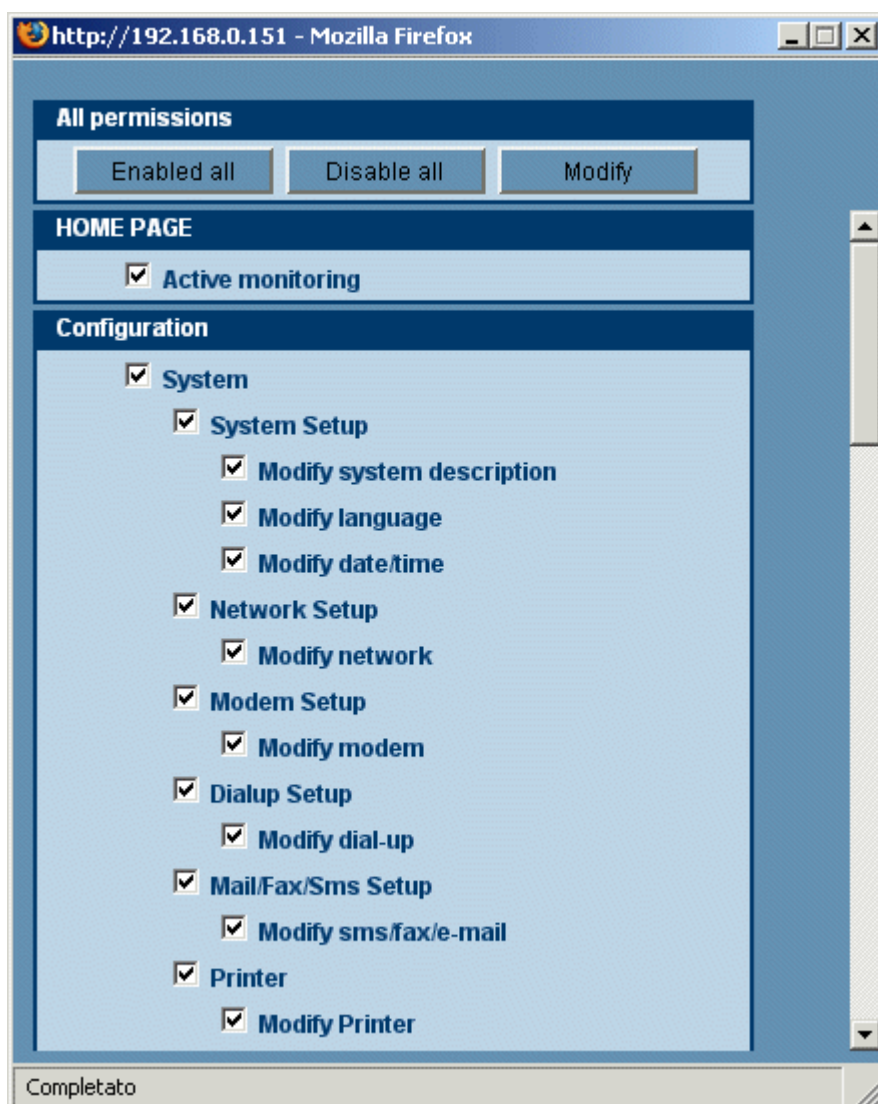 http://192.168.0.151 - Mozilla Firefox
All permissions
Enabled all Disable all Modify
HOME PAGE
Active monitoring
Configuration
System
System Setup
Modify system description
Modify language
Modify date/time
Network Setup
Modify network
Modem Setup
Modify modem
Dialup Setup
Modify dial-up
Mail/Fax/Sms Setup
Modify sms/fax/e-mail
Printer
Modify Printer
Completato